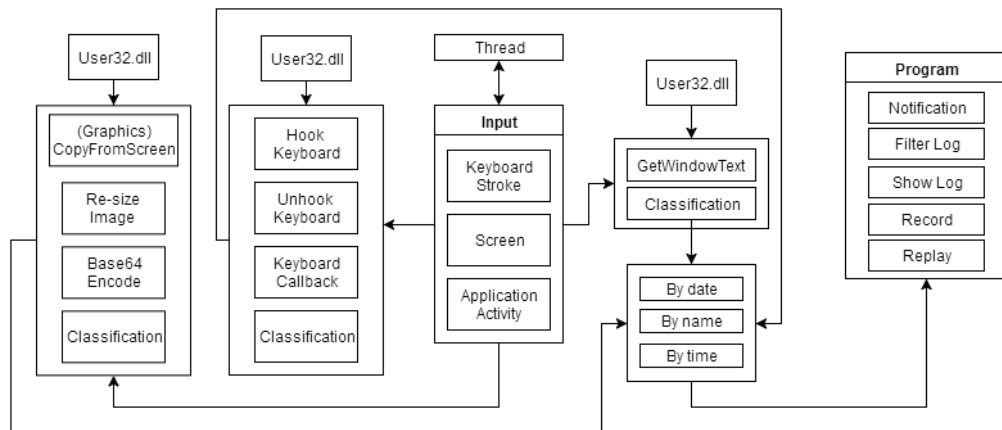 User32.dll
(Graphics)
CopyFromScreen
Re-size
Image
Base64
Encode
Classification
User32.dll
Hook
Keyboard
Unhook
Keyboard
Keyboard
Callback
Classification
Thread
Input
Keyboard
Stroke
Screen
Application
Activity
User32.dll
GetWindowText
Classification
By date
By name
By time
Program
Notification
Filter Log
Show Log
Record
Replay